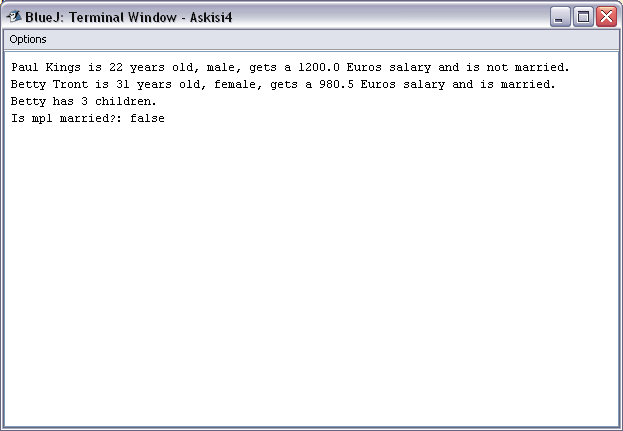 BlueJ: Terminal Window - Askisi4
Options
Paul Kings is 22 years old, male, gets a 1200.0 Euros salary and is not married.
Betty Tront is 31 years old, female, gets a 980.5 Euros salary and is married.
Betty has 3 children.
Is mp1 married?: false